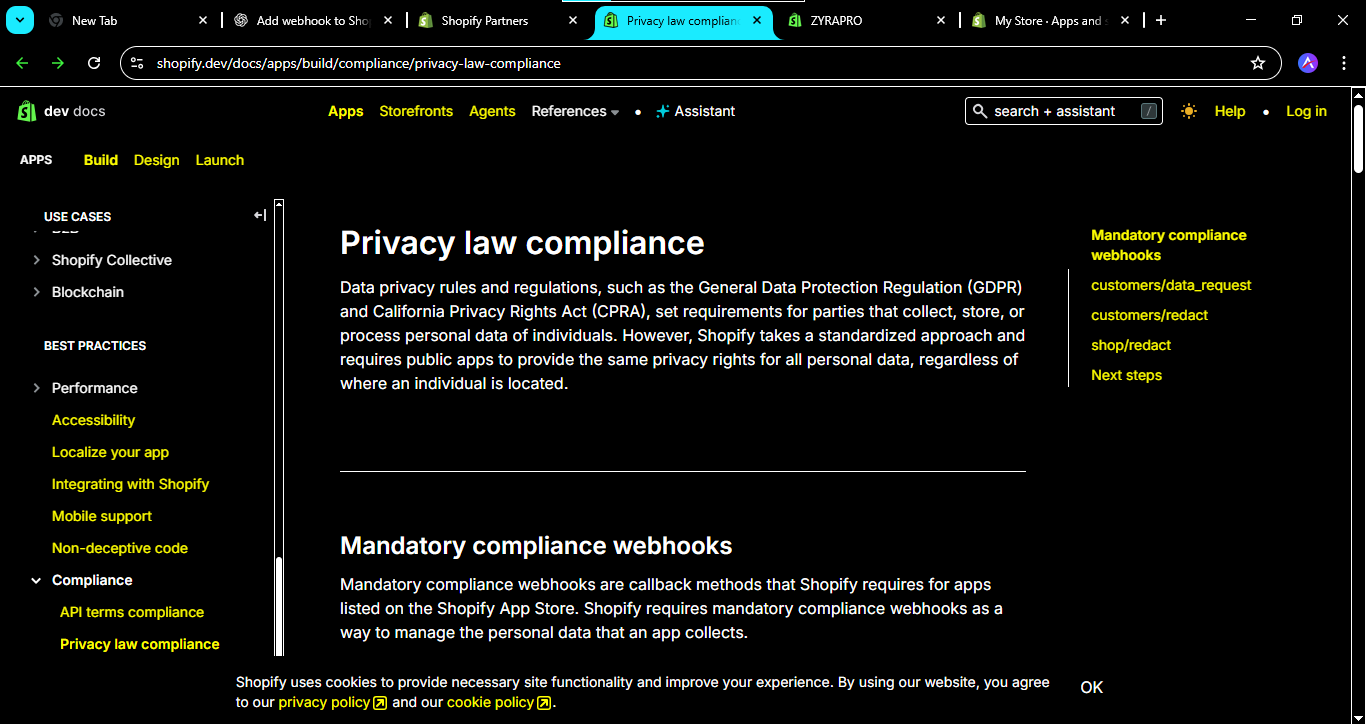 New Tab
Add webhook to Sho
Shopify Partners
Privacy law complian
ZYRAPRO
My Store · Apps and s
shopify.dev/docs/apps/build/compliance/privacy-law-compliance
dev docs
Apps Storefronts Agents References • Assistant
search + assistant /
Help • Log in
APPS Build Design Launch
USE CASES
Shopify Collective
Blockchain
BEST PRACTICES
Performance
Accessibility
Localize your app
Integrating with Shopify
Mobile support
Non-deceptive code
Compliance
API terms compliance
Privacy law compliance
Privacy law compliance
Data privacy rules and regulations, such as the General Data Protection Regulation (GDPR)
and California Privacy Rights Act (CPRA), set requirements for parties that collect, store, or
process personal data of individuals. However, Shopify takes a standardized approach and
requires public apps to provide the same privacy rights for all personal data, regardless of
where an individual is located.
Mandatory compliance webhooks
Mandatory compliance webhooks are callback methods that Shopify requires for apps
listed on the Shopify App Store. Shopify requires mandatory compliance webhooks as a
way to manage the personal data that an app collects.
Mandatory compliance
webhooks
customers/data_request
customers/redact
shop/redact
Next steps
Shopify uses cookies to provide necessary site functionality and improve your experience. By using our website, you agree
to our privacy policy and our cookie policy.
OK